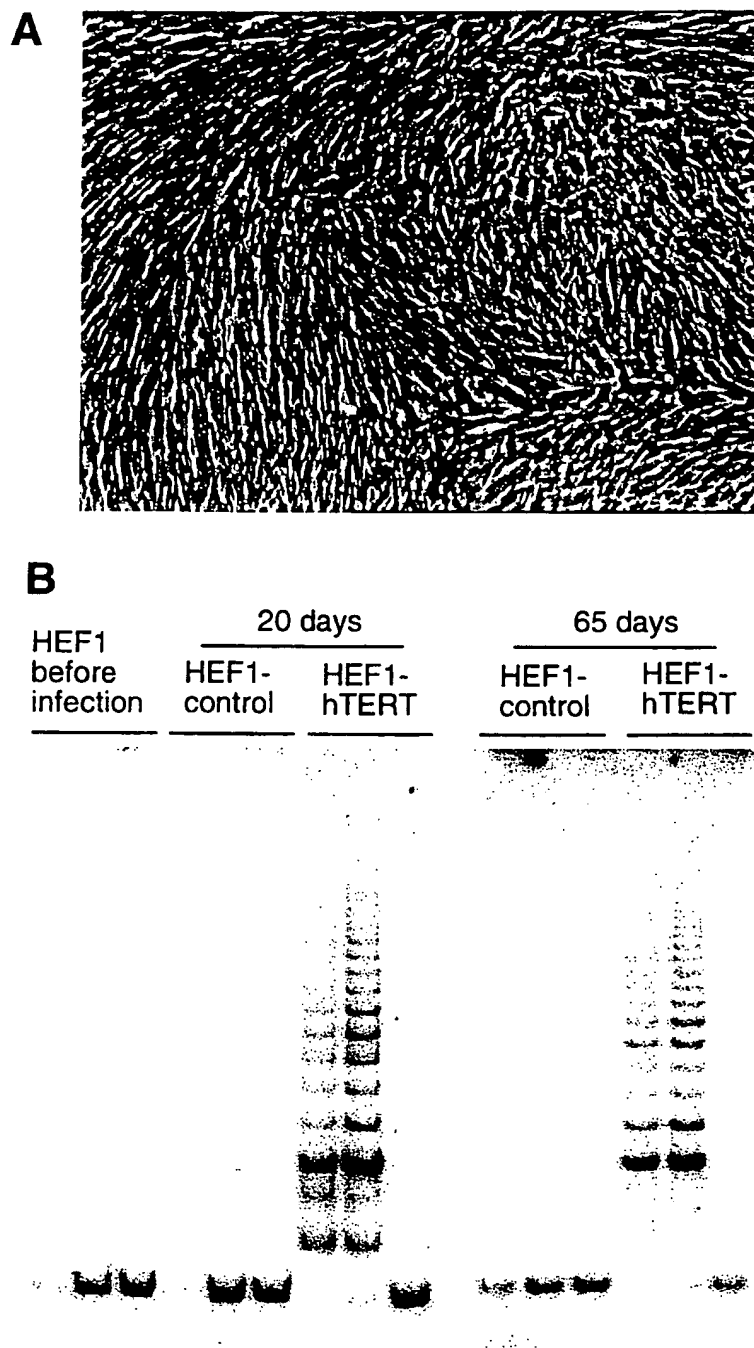 A
B
20 days
65 days
HEF1
before
infection
HEF1-
control
HEF1-
hTERT
HEF1-
control
HEF1-
hTERT